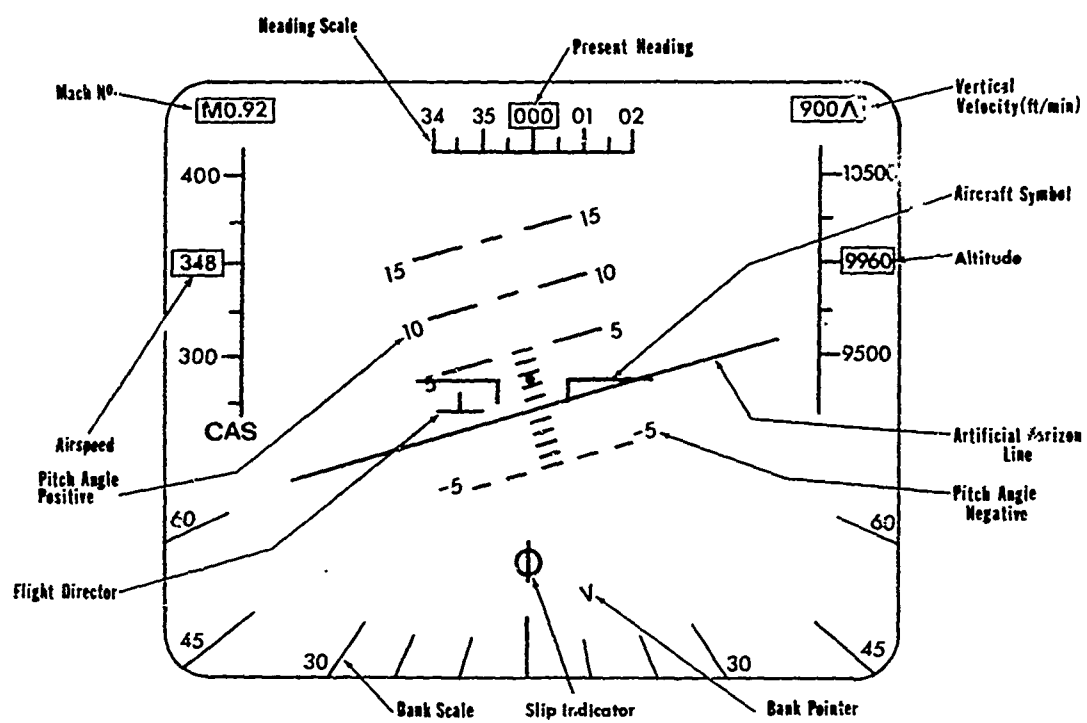 Heading Scale
Present Heading
Mach No.
M0.92
34 35 000 01 02
900Λ
Vertical
Velocity(ft/min)
400
10500
15
15
Aircraft Symbol
348
9960
Altitude
10
10
5
5
300
9500
CAS
Airspeed
Pitch Angle
Positive
-5
-5
Artificial
Line
Pitch Angle
Negative
60
60
Flight Director
V
45
30
30
45
Bank Scale
Slip Indicator
Bank Pointer